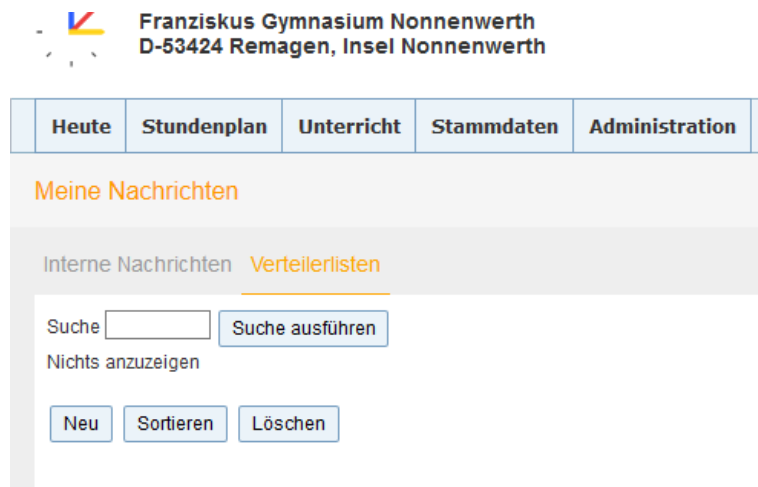 Franziskus Gymnasium Nonnenwerth
D-53424 Remagen, Insel Nonnenwerth
Heute Stundenplan Unterricht Stammdaten Administration
Meine Nachrichten
Interne Nachrichten Verteilerlisten
Suche Suche ausführen
Nichts anzuzeigen
Neu Sortieren Löschen